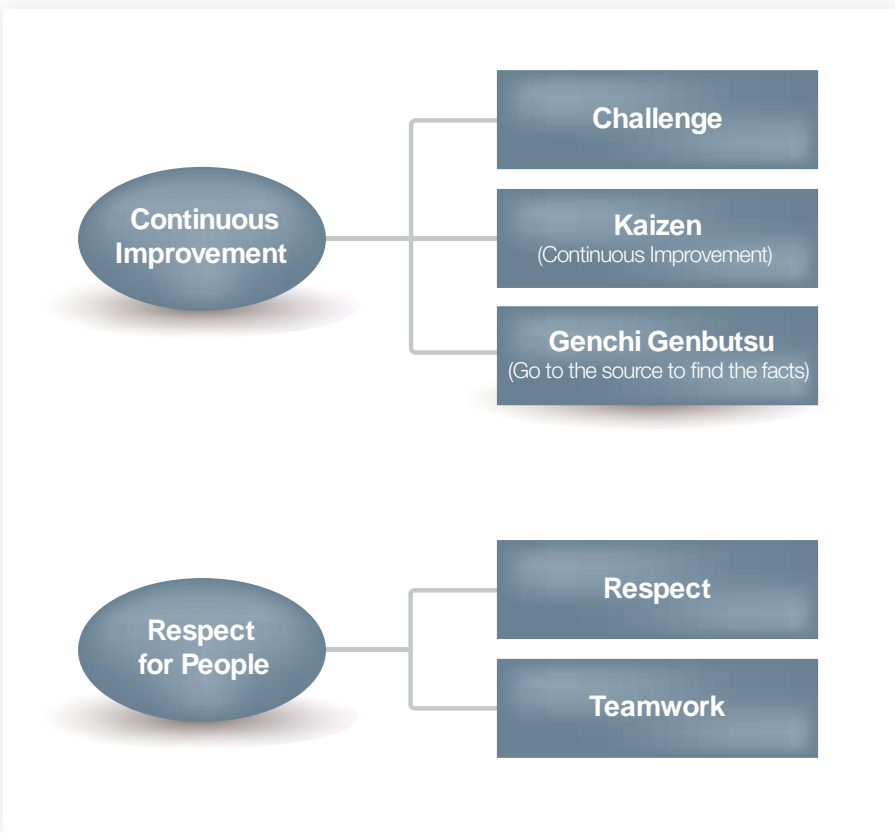 Continuous
Improvement
Challenge
Kaizen
(Continuous Improvement)
Genchi Genbutsu
(Go to the source to find the facts)
Respect
for People
Respect
Teamwork